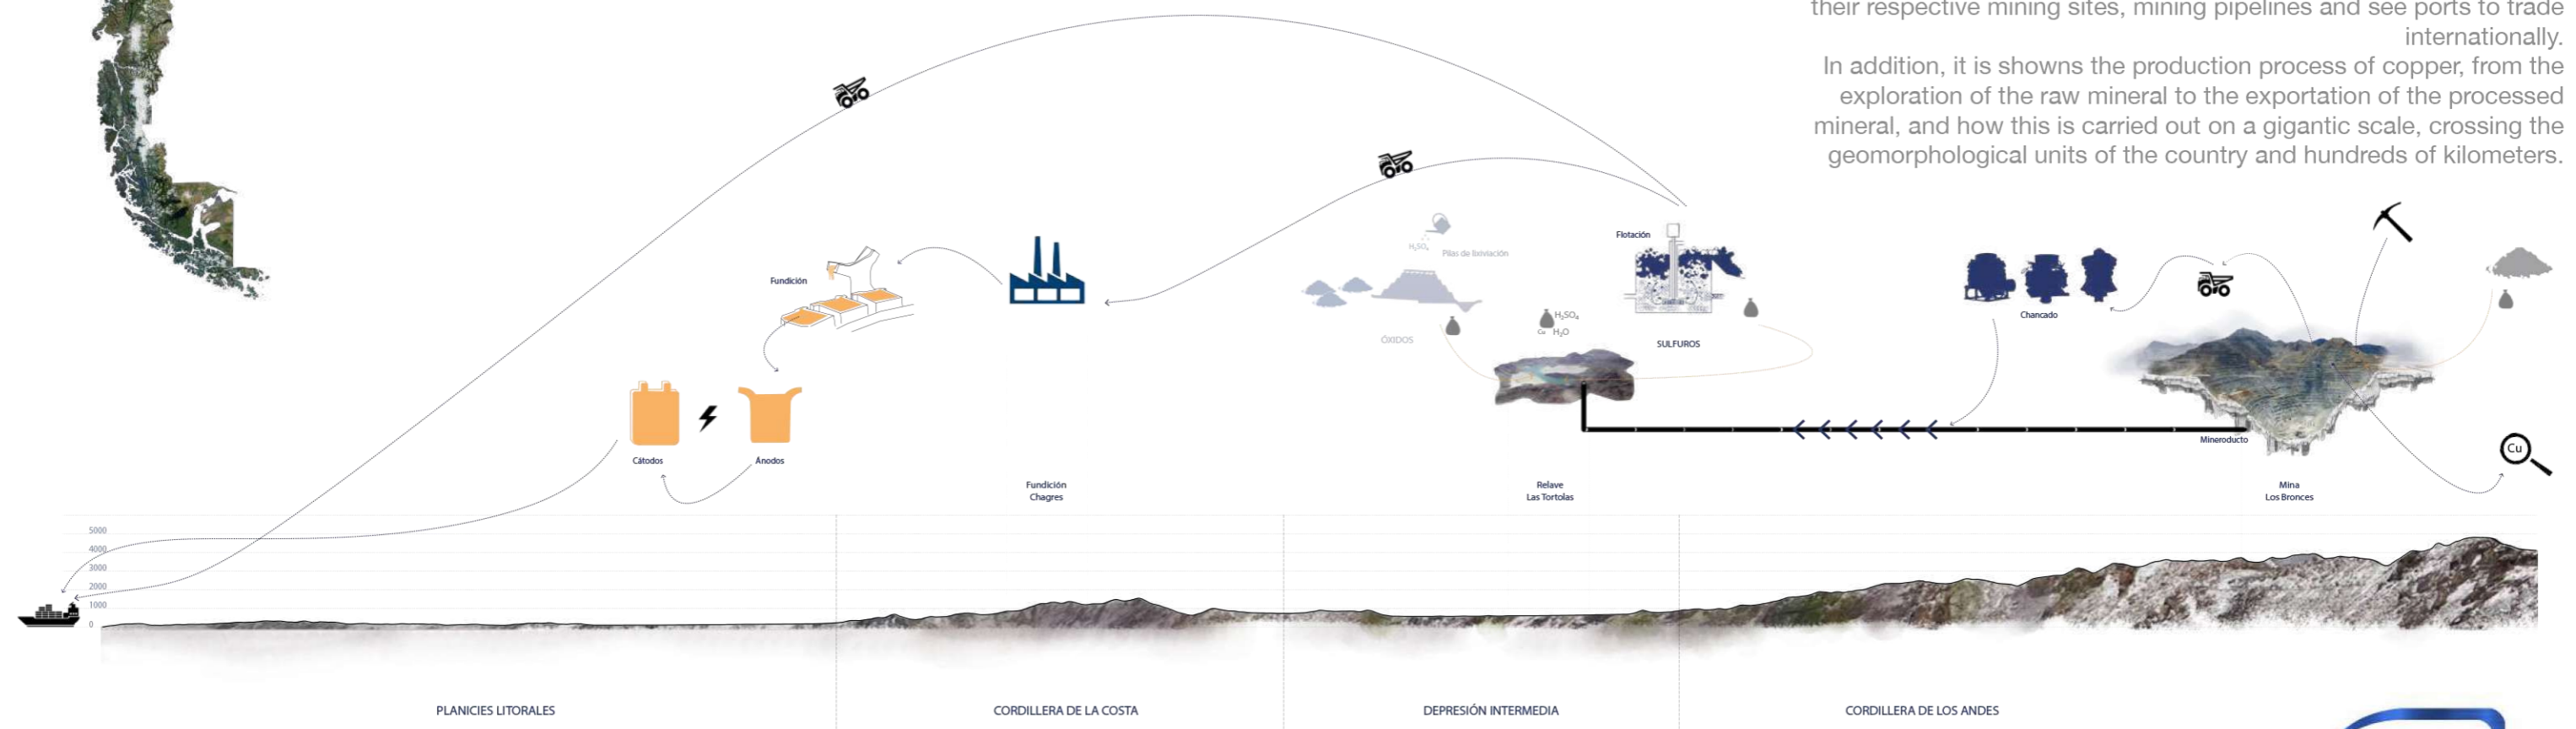 their respective mining sites, mining pipelines and see ports to trade
internationally.
In addition, it is showns the production process of copper, from the
exploration of the raw mineral to the exportation of the processed
mineral, and how this is carried out on a gigantic scale, crossing the
geomorphological units of the country and hundreds of kilometers.
Flotación
H₂SO₄
Pilas de lixiviación
Fundición
Chancado
H₂SO₄
Cu H₂O
ÓXIDOS
SULFUROS
Mineroducto
Cu
Cátodos
Ánodos
Fundición
Chagres
Relave
Las Tortolas
Mina
Los Bronces
5000
4000
3000
2000
1000
0
PLANICIES LITORALES
CORDILLERA DE LA COSTA
DEPRESIÓN INTERMEDIA
CORDILLERA DE LOS ANDES